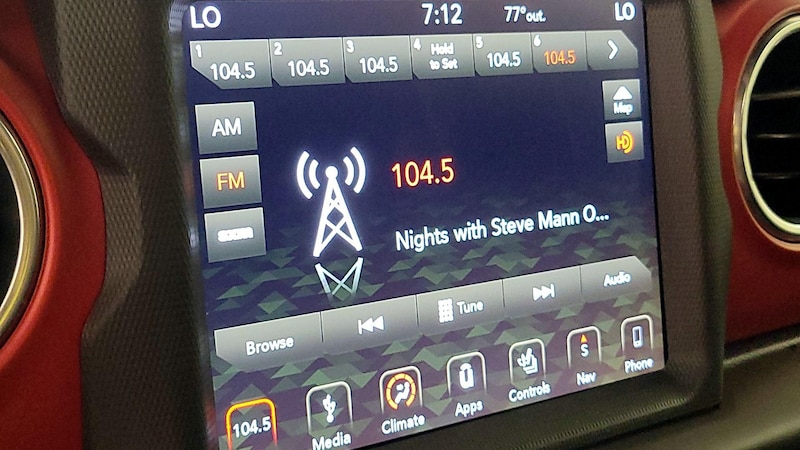 LO 7:12 77°out. LO
1 104.5 2 104.5 3 104.5 4 Hold to Set 5 104.5 6 104.5
Map
AM
HD
FM
104.5
Nights with Steve Mann O...
Browse Tune Audio
104.5 Media Climate Apps Controls S Nav Phone